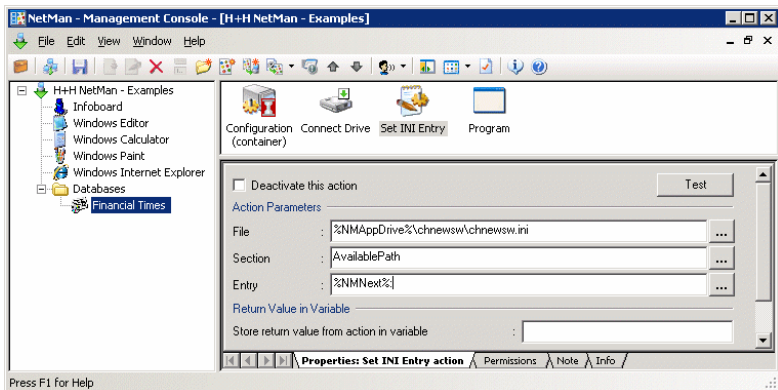 NetMan - Management Console - [H+H NetMan - Examples]
File Edit View Window Help
H+H NetMan - Examples
Infoboard
Windows Editor
Windows Calculator
Windows Paint
Windows Internet Explorer
Databases
Financial Times
Configuration (container)
Connect Drive
Set INI Entry
Program
Deactivate this action
Test
Action Parameters
File : %NMAppDrive%\chnewsw\chnewsw.ini ...
Section : AvailablePath ...
Entry : %NMNext%: ...
Return Value in Variable
Store return value from action in variable :
Properties: Set INI Entry action Permissions Note Info
Press F1 for Help